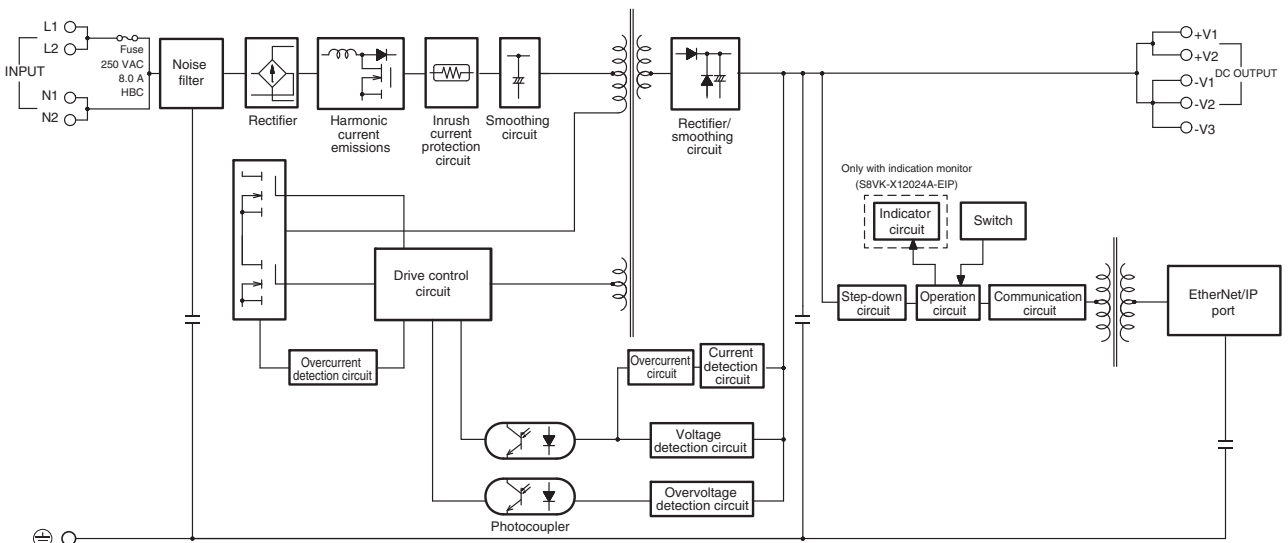 L1
L2
INPUT
N1
N2
Fuse
250 VAC
8.0 A
HBC
Noise
filter
Rectifier
Harmonic
current
emissions
Inrush
current
protection
circuit
Smoothing
circuit
Rectifier/
smoothing
circuit
+V1
+V2
DC OUTPUT
-V1
-V2
-V3
Only with indication monitor
(S8VK-X12024A-EIP)
Indicator
circuit
Switch
Drive control
circuit
Step-down
circuit
Operation
circuit
Communication
circuit
EtherNet/IP
port
Overcurrent
detection circuit
Overcurrent
circuit
Current
detection
circuit
Voltage
detection circuit
Overvoltage
detection circuit
Photocoupler